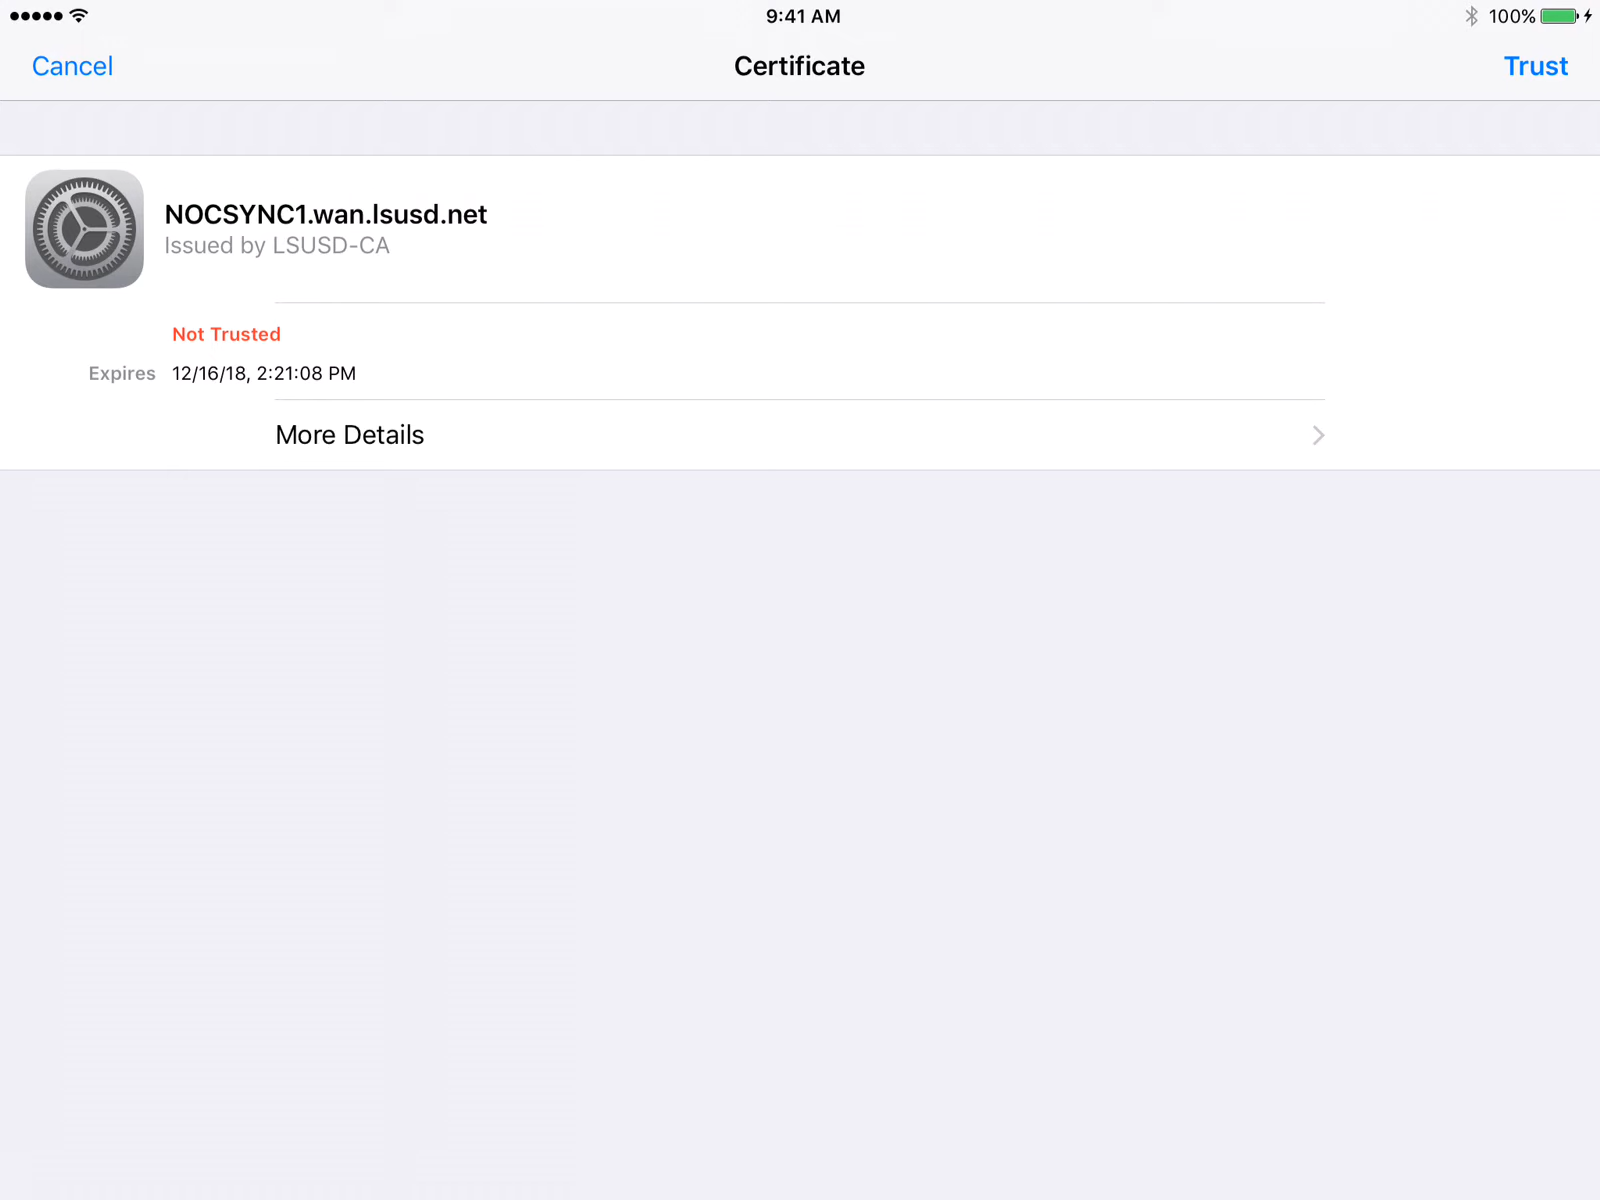 9:41 AM
100%
Cancel
Certificate
Trust
NOCSYNC1.wan.lsusd.net
Issued by LSUSD-CA
Not Trusted
Expires 12/16/18, 2:21:08 PM
More Details